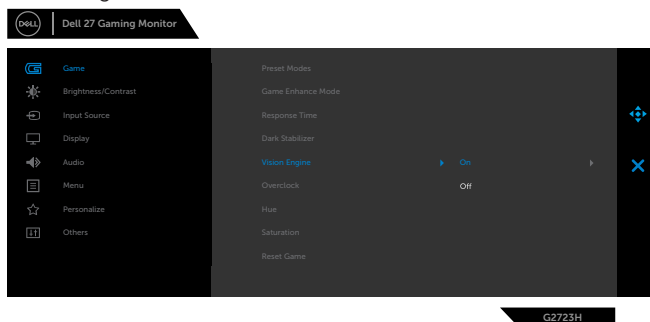 DELL
Dell 27 Gaming Monitor
Game
Brightness/Contrast
Input Source
Display
Audio
Menu
Personalize
Others
Preset Modes
Game Enhance Mode
Response Time
Dark Stabilizer
Vision Engine
On
Off
Overclock
Hue
Saturation
Reset Game
G2723H